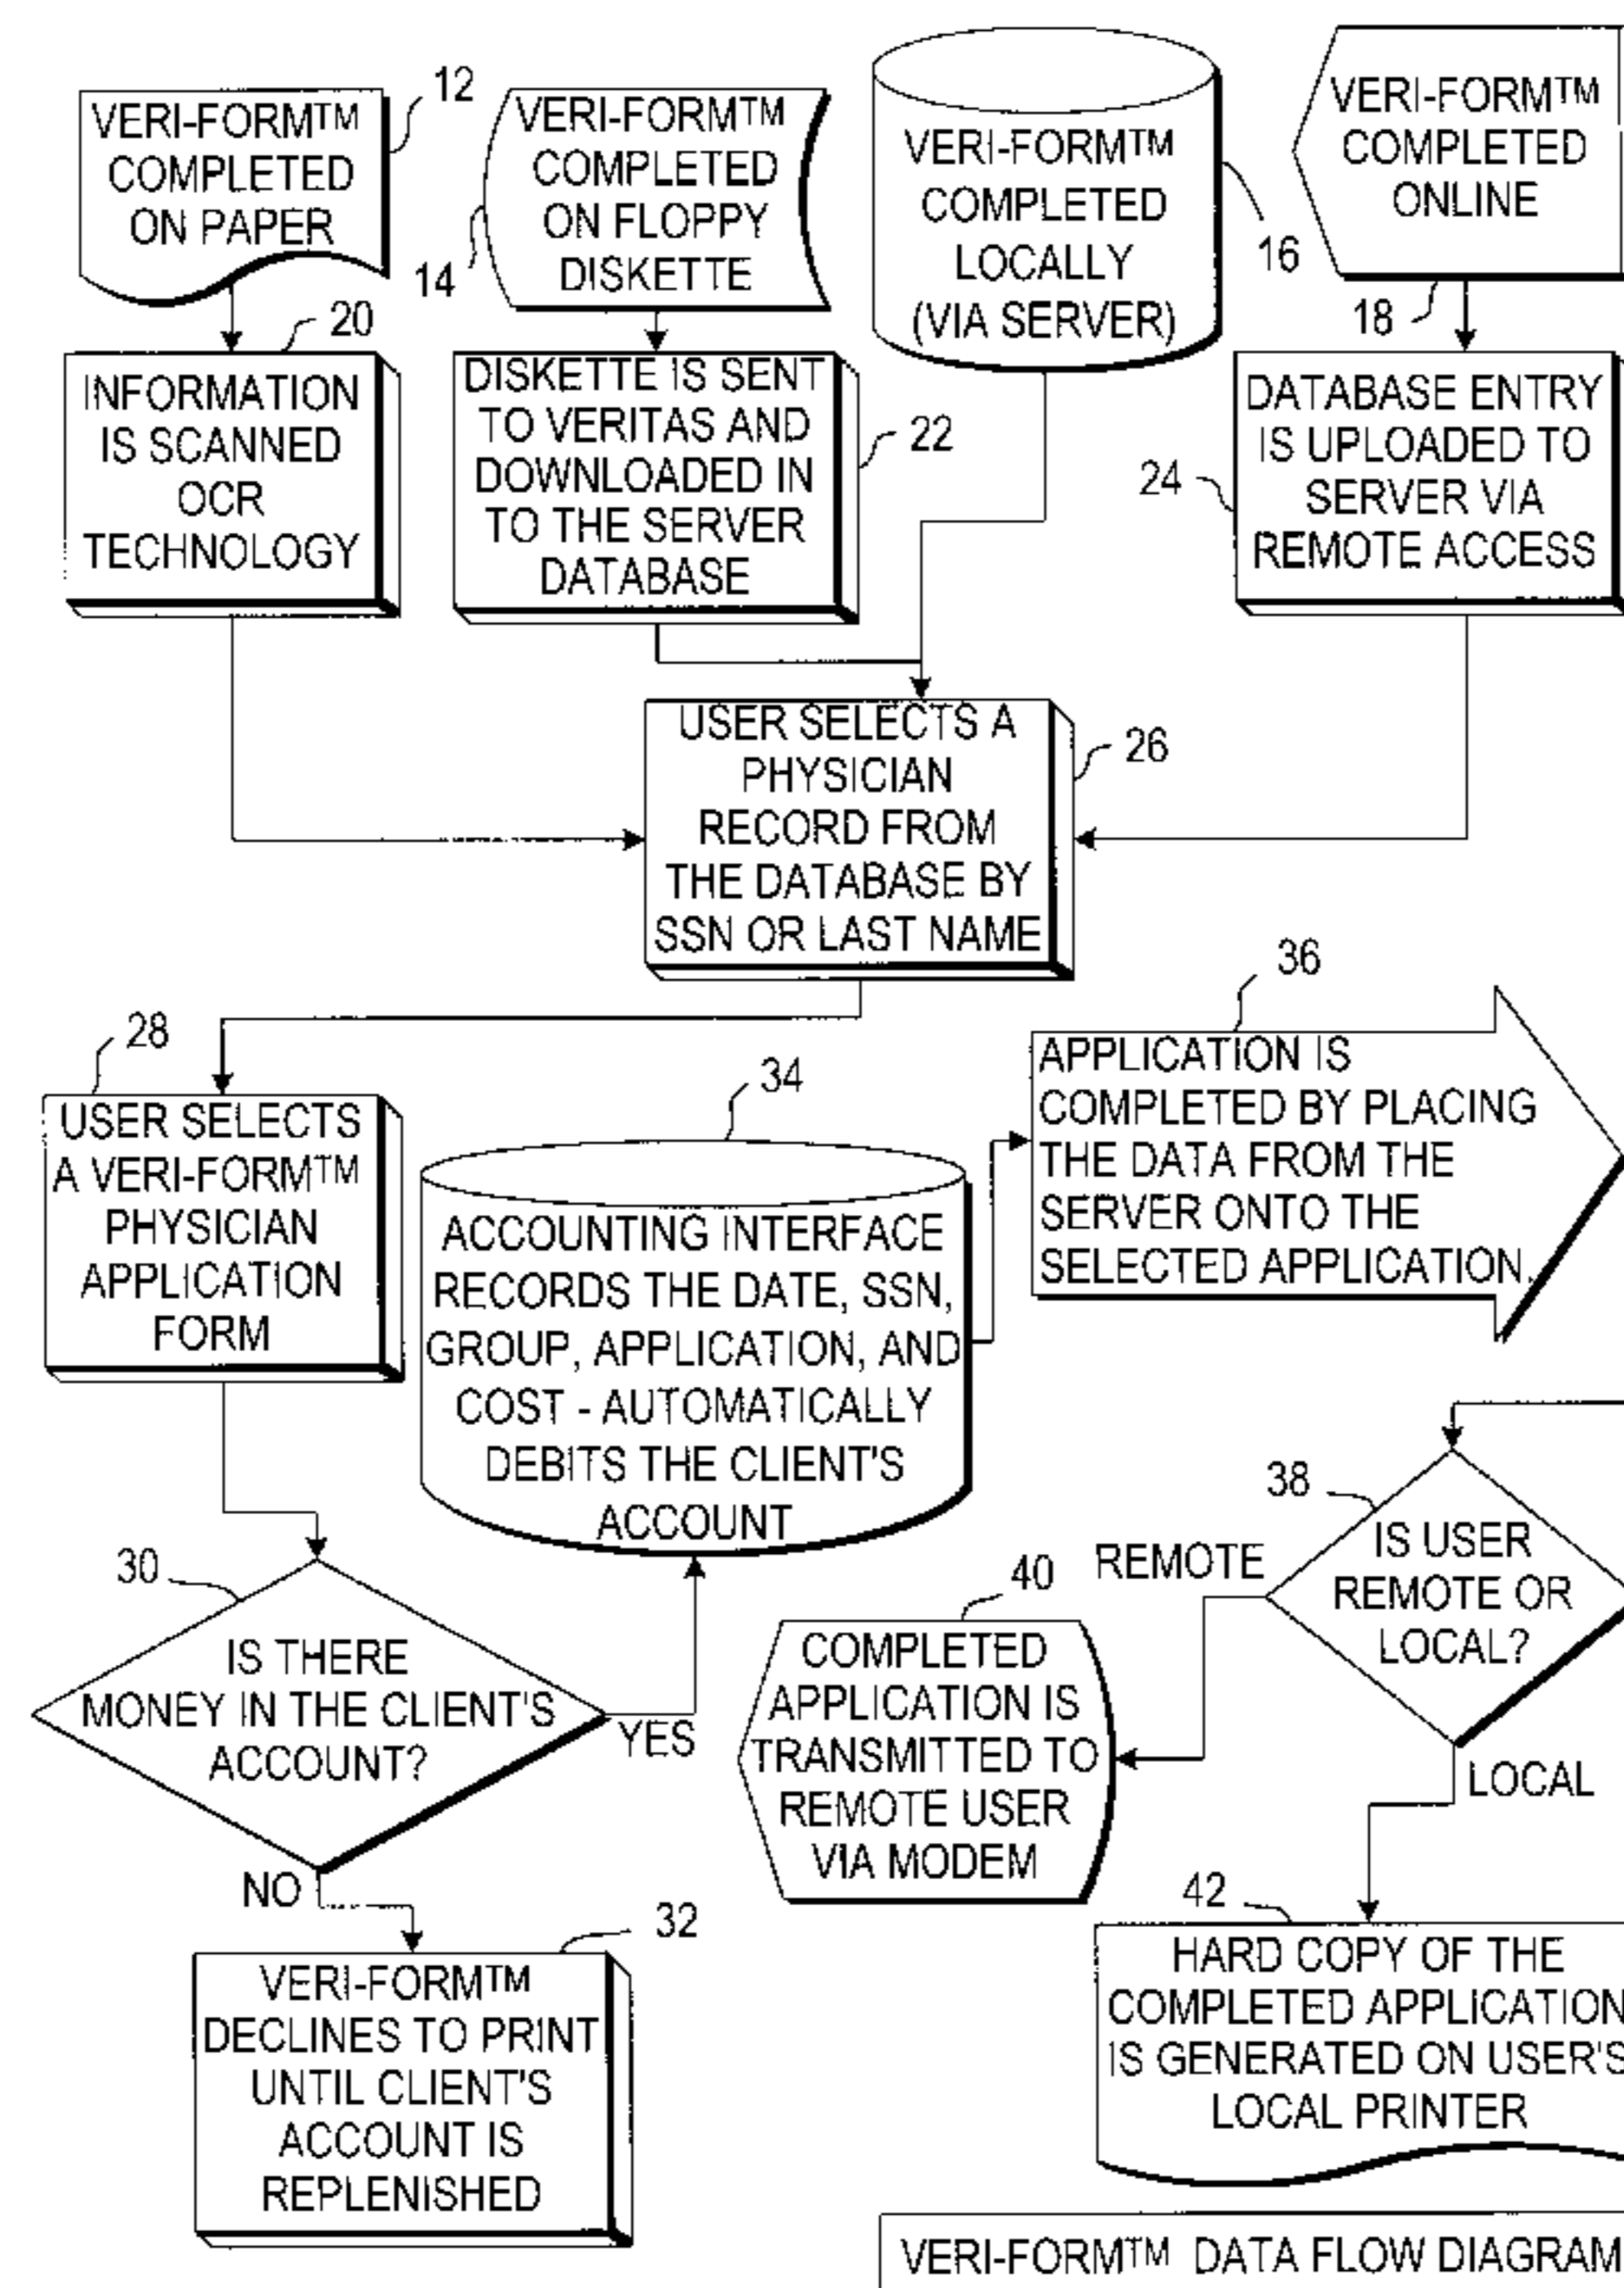 12
VERI-FORM™
COMPLETED
ON PAPER
14
VERI-FORM™
COMPLETED
ON FLOPPY
DISKETTE
16
VERI-FORM™
COMPLETED
LOCALLY
(VIA SERVER)
18
VERI-FORM™
COMPLETED
ONLINE
20
INFORMATION
IS SCANNED
OCR
TECHNOLOGY
22
DISKETTE IS SENT
TO VERITAS AND
DOWNLOADED IN
TO THE SERVER
DATABASE
24
DATABASE ENTRY
IS UPLOADED TO
SERVER VIA
REMOTE ACCESS
26
USER SELECTS A
PHYSICIAN
RECORD FROM
THE DATABASE BY
SSN OR LAST NAME
28
USER SELECTS
A VERI-FORM™
PHYSICIAN
APPLICATION
FORM
34
ACCOUNTING INTERFACE
RECORDS THE DATE, SSN,
GROUP, APPLICATION, AND
COST - AUTOMATICALLY
DEBITS THE CLIENT'S
ACCOUNT
36
APPLICATION IS
COMPLETED BY PLACING
THE DATA FROM THE
SERVER ONTO THE
SELECTED APPLICATION.
30
IS THERE
MONEY IN THE CLIENT'S
ACCOUNT?
YES
NO
38
IS USER
REMOTE OR
LOCAL?
REMOTE
LOCAL
40
COMPLETED
APPLICATION IS
TRANSMITTED TO
REMOTE USER
VIA MODEM
32
VERI-FORM™
DECLINES TO PRINT
UNTIL CLIENT'S
ACCOUNT IS
REPLENISHED
42
HARD COPY OF THE
COMPLETED APPLICATION
IS GENERATED ON USER'S
LOCAL PRINTER
VERI-FORM™ DATA FLOW DIAGRAM